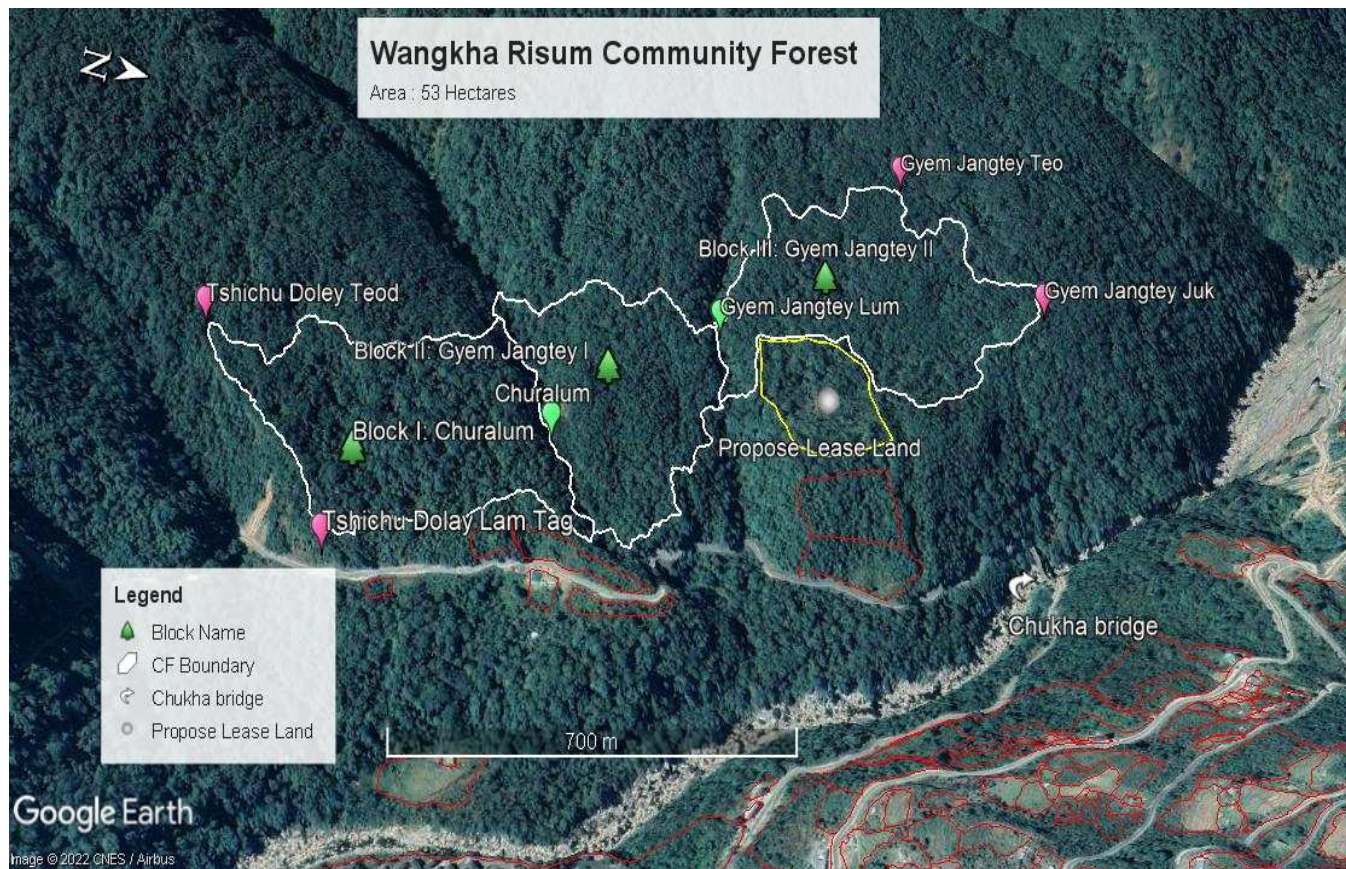 Wangkha Risum Community Forest
Area : 53 Hectares
N
Gyem Jangtey Teo
Block III: Gyem Jangtey II
Tshichu Doley Teod
Gyem Jangtey Juk
Gyem Jangtey Lum
Block II: Gyem Jangtey I
Churalum
Block I: Churalum
Propose Lease Land
Tshichu Dolay Lam Tag
Legend
Block Name
CF Boundary
Chukha bridge
Propose Lease Land
Chukha bridge
700 m
Google Earth
Image © 2022 CNES / Airbus